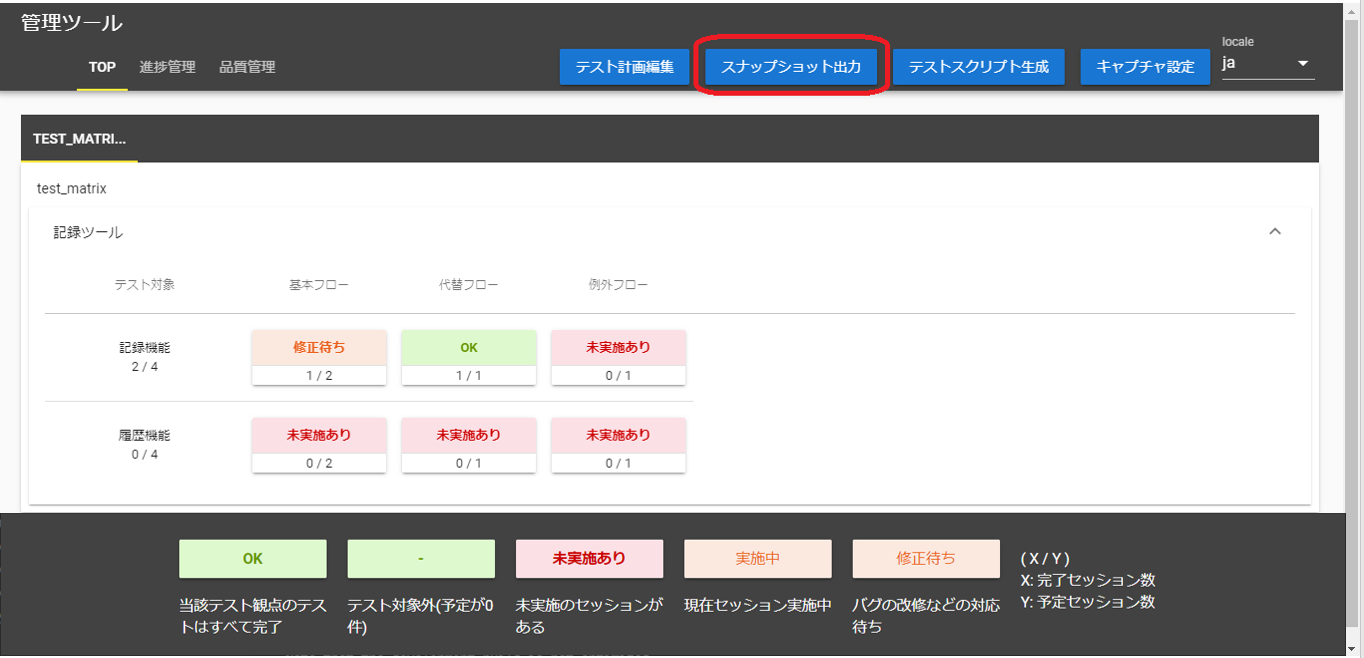 管理ツール
TOP 進捗管理 品質管理 テスト計画編集 スナップショット出力 テストスクリプト生成 キャプチャ設定 locale
ja
TEST_MATRI...
test_matrix
記録ツール
テスト対象 基本フロー 代替フロー 例外フロー
記録機能 修正待ち OK 未実施あり
2 / 4 1 / 2 1 / 1 0 / 1
履歴機能 未実施あり 未実施あり 未実施あり
0 / 4 0 / 2 0 / 1 0 / 1
OK - 未実施あり 実施中 修正待ち
当該テスト観点のテス
トはすべて完了
テスト対象外(予定が0
件)
未実施のセッションが
ある
現在セッション実施中
バグの改修などの対応
待ち
( X / Y )
X: 完了セッション数
Y: 予定セッション数